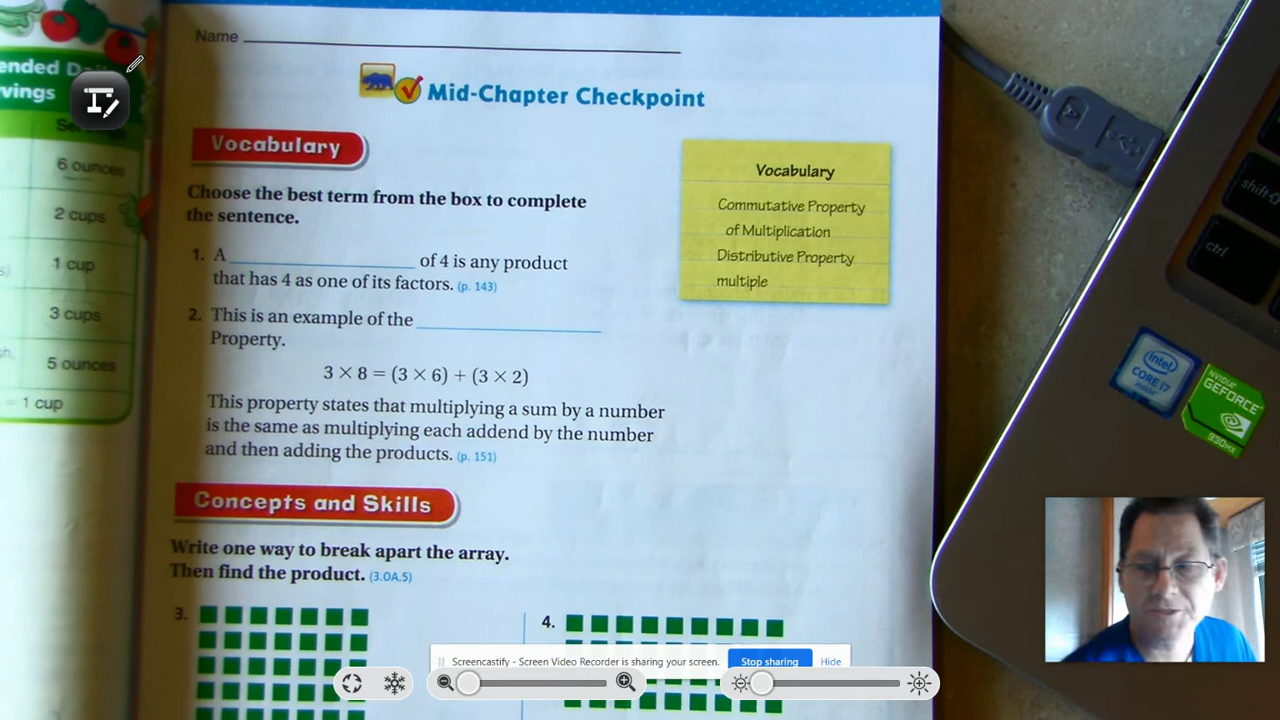 ended Da
vings
6 ounces
2 cups
1 cup
3 cups
5 ounces
= 1 cup
Name
Mid-Chapter Checkpoint
Vocabulary
Choose the best term from the box to complete
the sentence.
Vocabulary
Commutative Property
of Multiplication
Distributive Property
multiple
1. A of 4 is any product
that has 4 as one of its factors. (p. 143)
2. This is an example of the
Property.
3 × 8 = (3 × 6) + (3 × 2)
This property states that multiplying a sum by a number
is the same as multiplying each addend by the number
and then adding the products. (p. 151)
Concepts and Skills
Write one way to break apart the array.
Then find the product. (3.OA.5)
3.
4.
Screencastify - Screen Video Recorder is sharing your screen.
Stop sharing
Hide
shift
ctrl
intel
CORE i7
inside
NVIDIA
GEFORCE
930MX